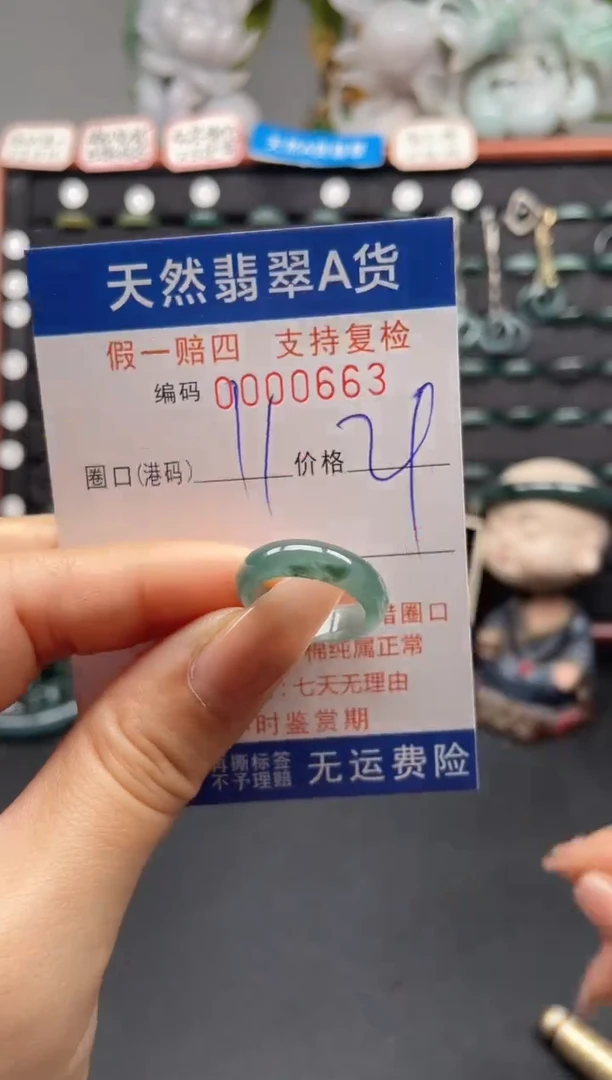 天然翡翠A货
假一赔四 支持复检
编码 0000663
圈口(港码) 11 价格
错圈口
棉纯属正常
:七天无理由
时鉴赏期
再撕标签
不予理赔
无运费险